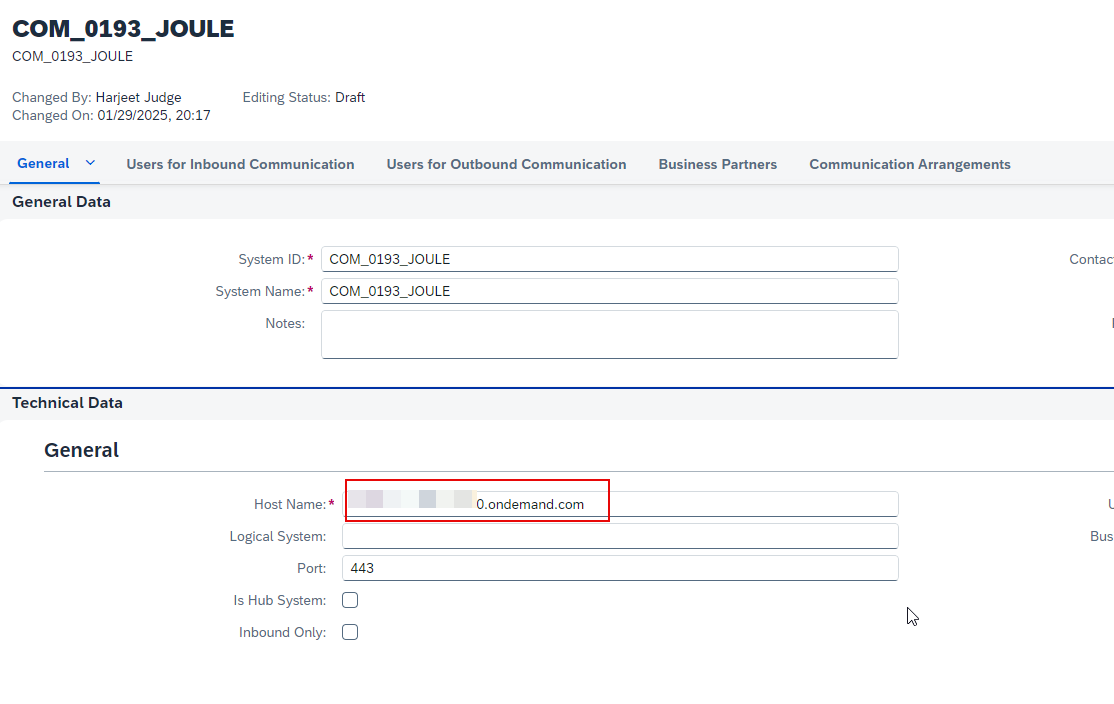 COM_0193_JOULE
COM_0193_JOULE
Changed By: Harjeet Judge Editing Status: Draft
Changed On: 01/29/2025, 20:17
General Users for Inbound Communication Users for Outbound Communication Business Partners Communication Arrangements
General Data
System ID:* COM_0193_JOULE Contac
System Name:* COM_0193_JOULE
Notes:
Technical Data
General
Host Name:* 0.ondemand.com U
Logical System: Bus
Port: 443
Is Hub System:
Inbound Only: